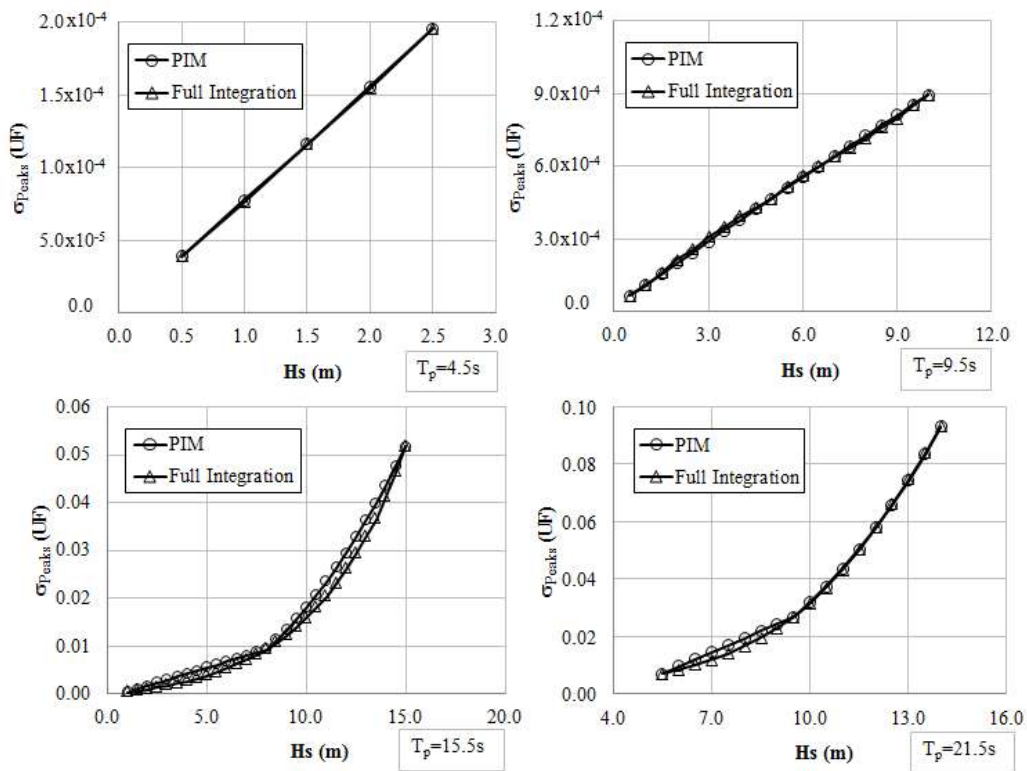 2.0x10⁻⁴
1.5x10⁻⁴
1.0x10⁻⁴
5.0x10⁻⁵
0.0
σPeaks (UF)
PIM
Full Integration
0.0 0.5 1.0 1.5 2.0 2.5 3.0
Hs (m)
Tp=4.5s
1.2x10⁻⁴
9.0x10⁻⁴
6.0x10⁻⁴
3.0x10⁻⁴
0.0
σPeaks (UF)
PIM
Full Integration
0.0 3.0 6.0 9.0 12.0
Hs (m)
Tp=9.5s
0.06
0.05
0.04
0.03
0.02
0.01
0.00
σPeaks (UF)
PIM
Full Integration
0.0 5.0 10.0 15.0 20.0
Hs (m)
Tp=15.5s
0.10
0.08
0.06
0.04
0.02
0.00
σPeaks (UF)
PIM
Full Integration
4.0 7.0 10.0 13.0 16.0
Hs (m)
Tp=21.5s